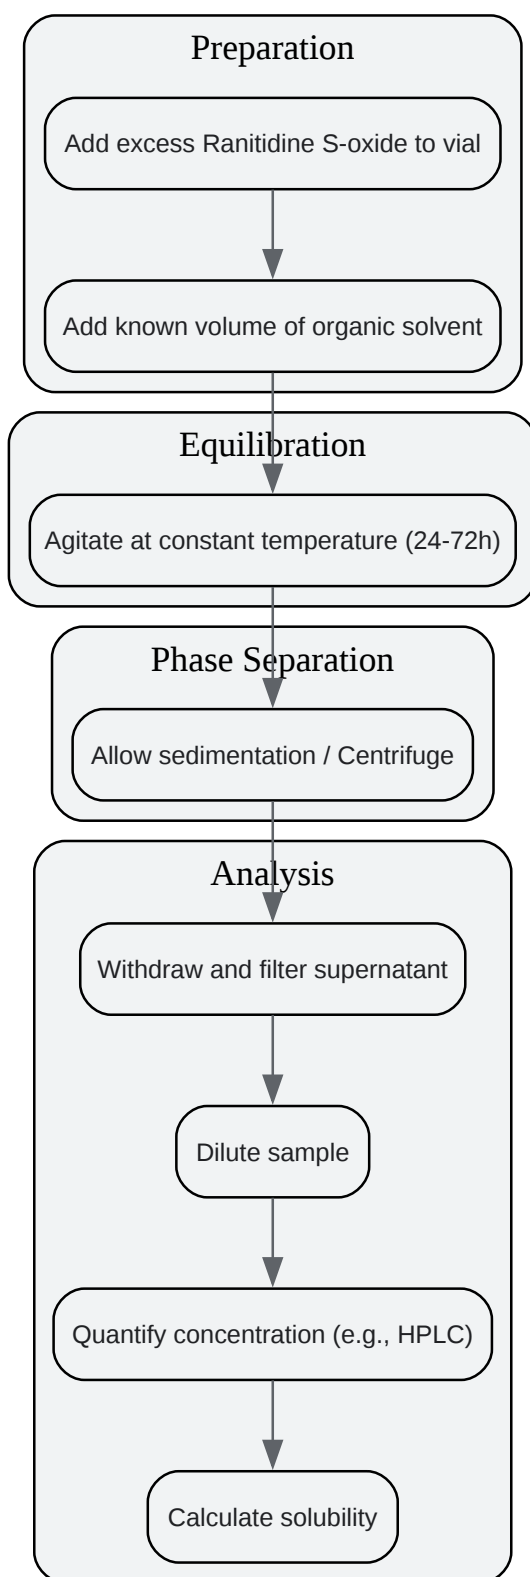 Preparation
Add excess Ranitidine S-oxide to vial
Add known volume of organic solvent
Equilibration
Agitate at constant temperature (24-72h)
Phase Separation
Allow sedimentation / Centrifuge
Analysis
Withdraw and filter supernatant
Dilute sample
Quantify concentration (e.g., HPLC)
Calculate solubility